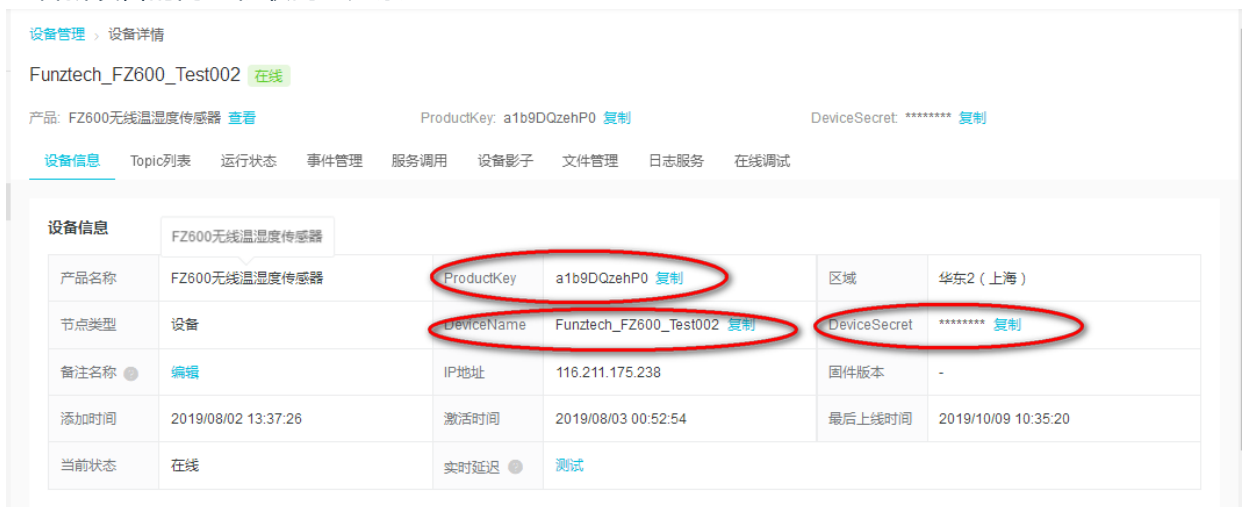 设备管理 > 设备详情
Funztech_FZ600_Test002 在线
产品: FZ600无线温湿度传感器 查看 ProductKey: a1b9DQzehP0 复制 DeviceSecret: ******** 复制
设备信息 Topic列表 运行状态 事件管理 服务调用 设备影子 文件管理 日志服务 在线调试
设备信息
FZ600无线温湿度传感器
产品名称 FZ600无线温湿度传感器 ProductKey a1b9DQzehP0 复制 区域 华东2（上海）
节点类型 设备 DeviceName Funztech_FZ600_Test002 复制 DeviceSecret ******** 复制
备注名称 编辑 IP地址 116.211.175.238 固件版本 -
添加时间 2019/08/02 13:37:26 激活时间 2019/08/03 00:52:54 最后上线时间 2019/10/09 10:35:20
当前状态 在线 实时延迟 测试